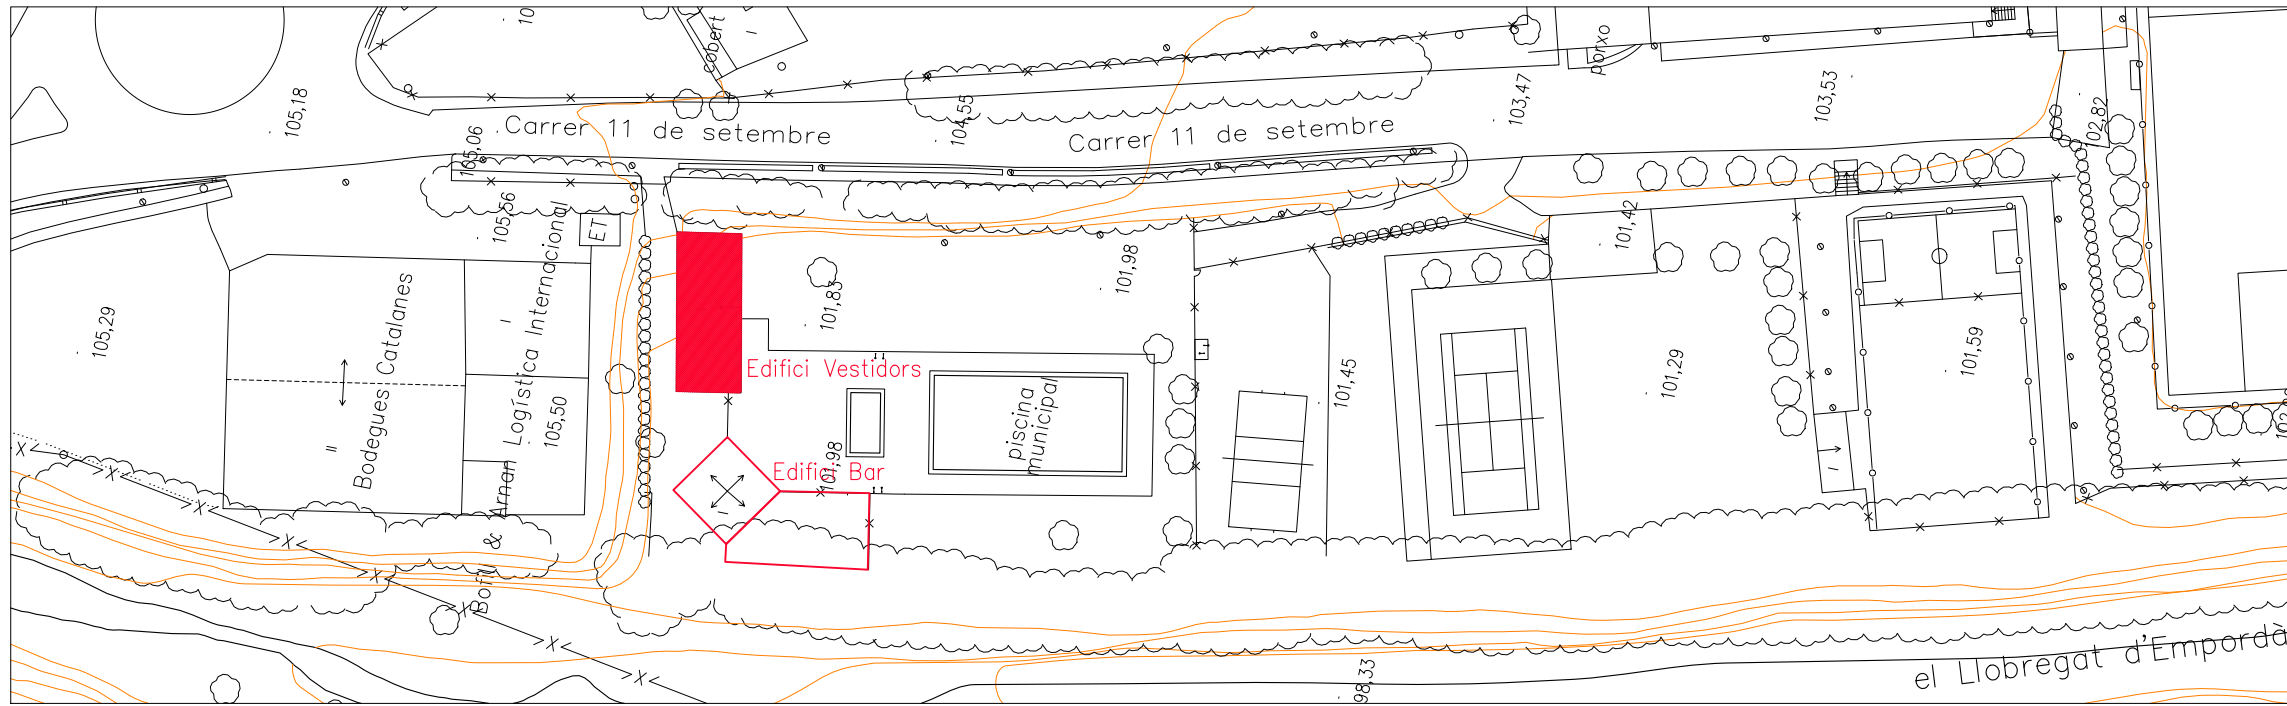 10
cobert
I
porxo
105,18
104,55
103,47
103,53
102,82
Carrer 11 de setembre
Carrer 11 de setembre
105,06
105,56
ET
101,42
101,98
101,83
105,29
Bodegues Catalanes
II
I
Bofill & Arnan Logística Internacional
105,50
Edifici Vestidors
Edifici Bar
101,98
I
piscina
municipal
101,45
101,29
101,59
I
98,33
el Llobregat d'Empordà